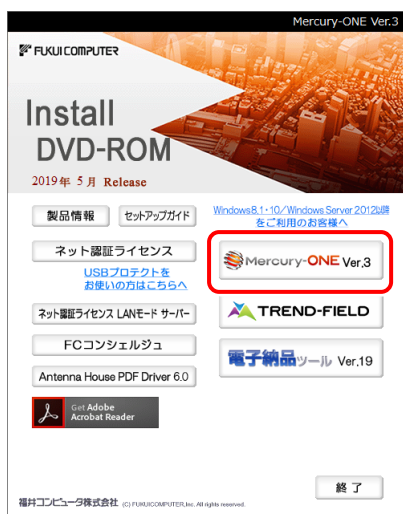 Mercury-ONE Ver.3
FUKUI COMPUTER
Install
DVD-ROM
2019年 5月 Release
製品情報
セットアップガイド
Windows8.1・10／Windows Server 2012以降
をご利用のお客様へ
ネット認証ライセンス
USBプロテクトを
お使いの方はこちらへ
Mercury-ONE Ver.3
ネット認証ライセンス LANモード サーバー
TREND-FIELD
FCコンシェルジュ
電子納品ツール Ver.19
Antenna House PDF Driver 6.0
Get Adobe
Acrobat Reader
終了
福井コンピュータ株式会社 (C) FUKUICOMPUTER,Inc. All rights reserved.